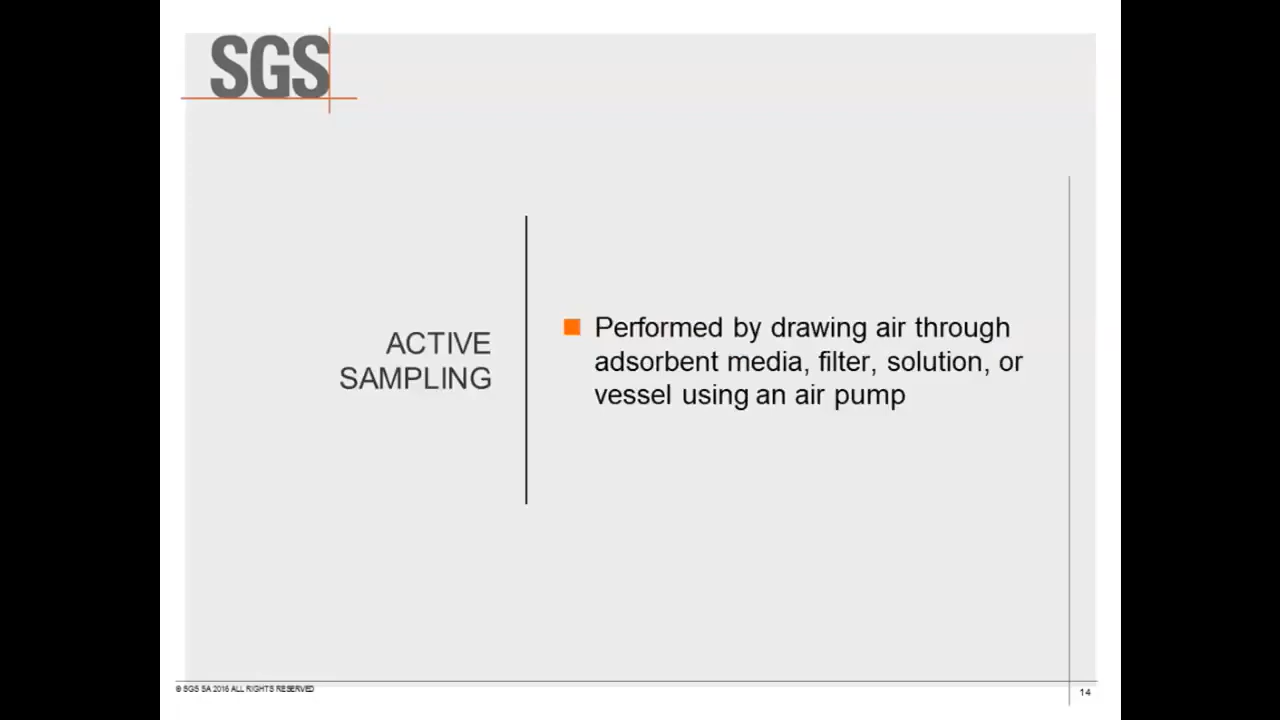 SGS
ACTIVE
SAMPLING
Performed by drawing air through
adsorbent media, filter, solution, or
vessel using an air pump
© SGS SA 2016 ALL RIGHTS RESERVED
14